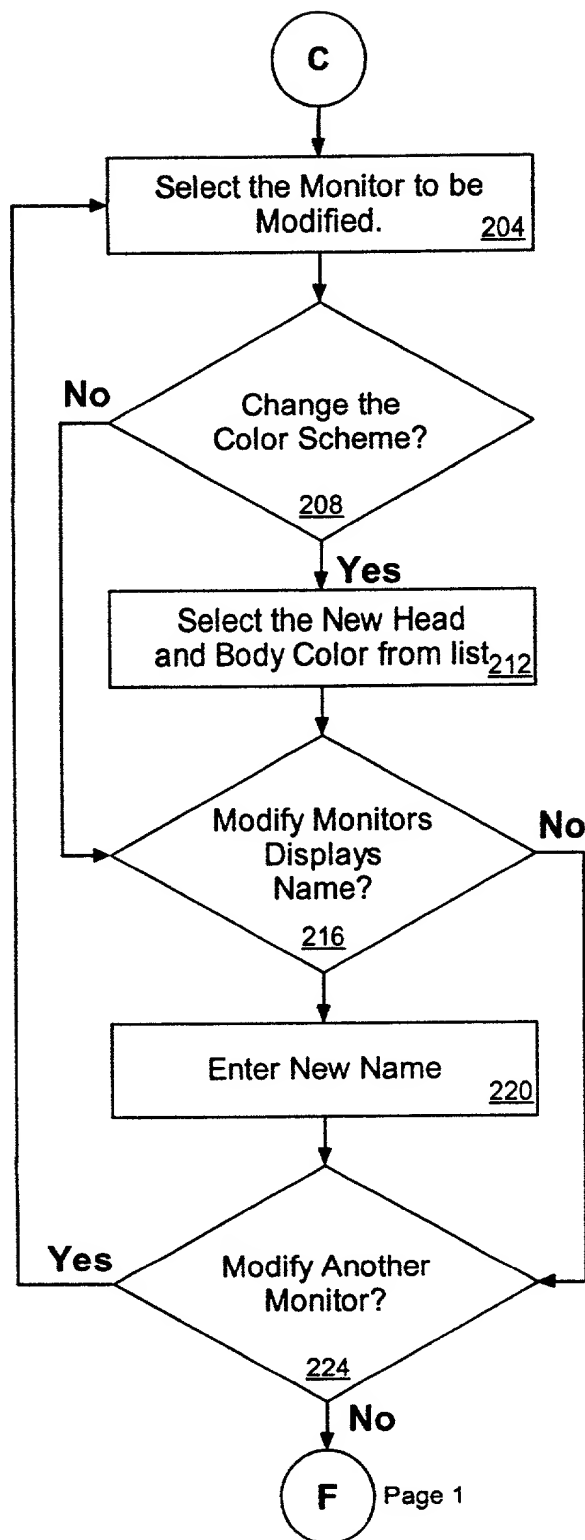 C
Select the Monitor to be
Modified.
204
No
Change the
Color Scheme?
208
Yes
Select the New Head
and Body Color from list
212
Modify Monitors
Displays
Name?
No
216
Enter New Name
220
Yes
Modify Another
Monitor?
224
No
F
Page 1